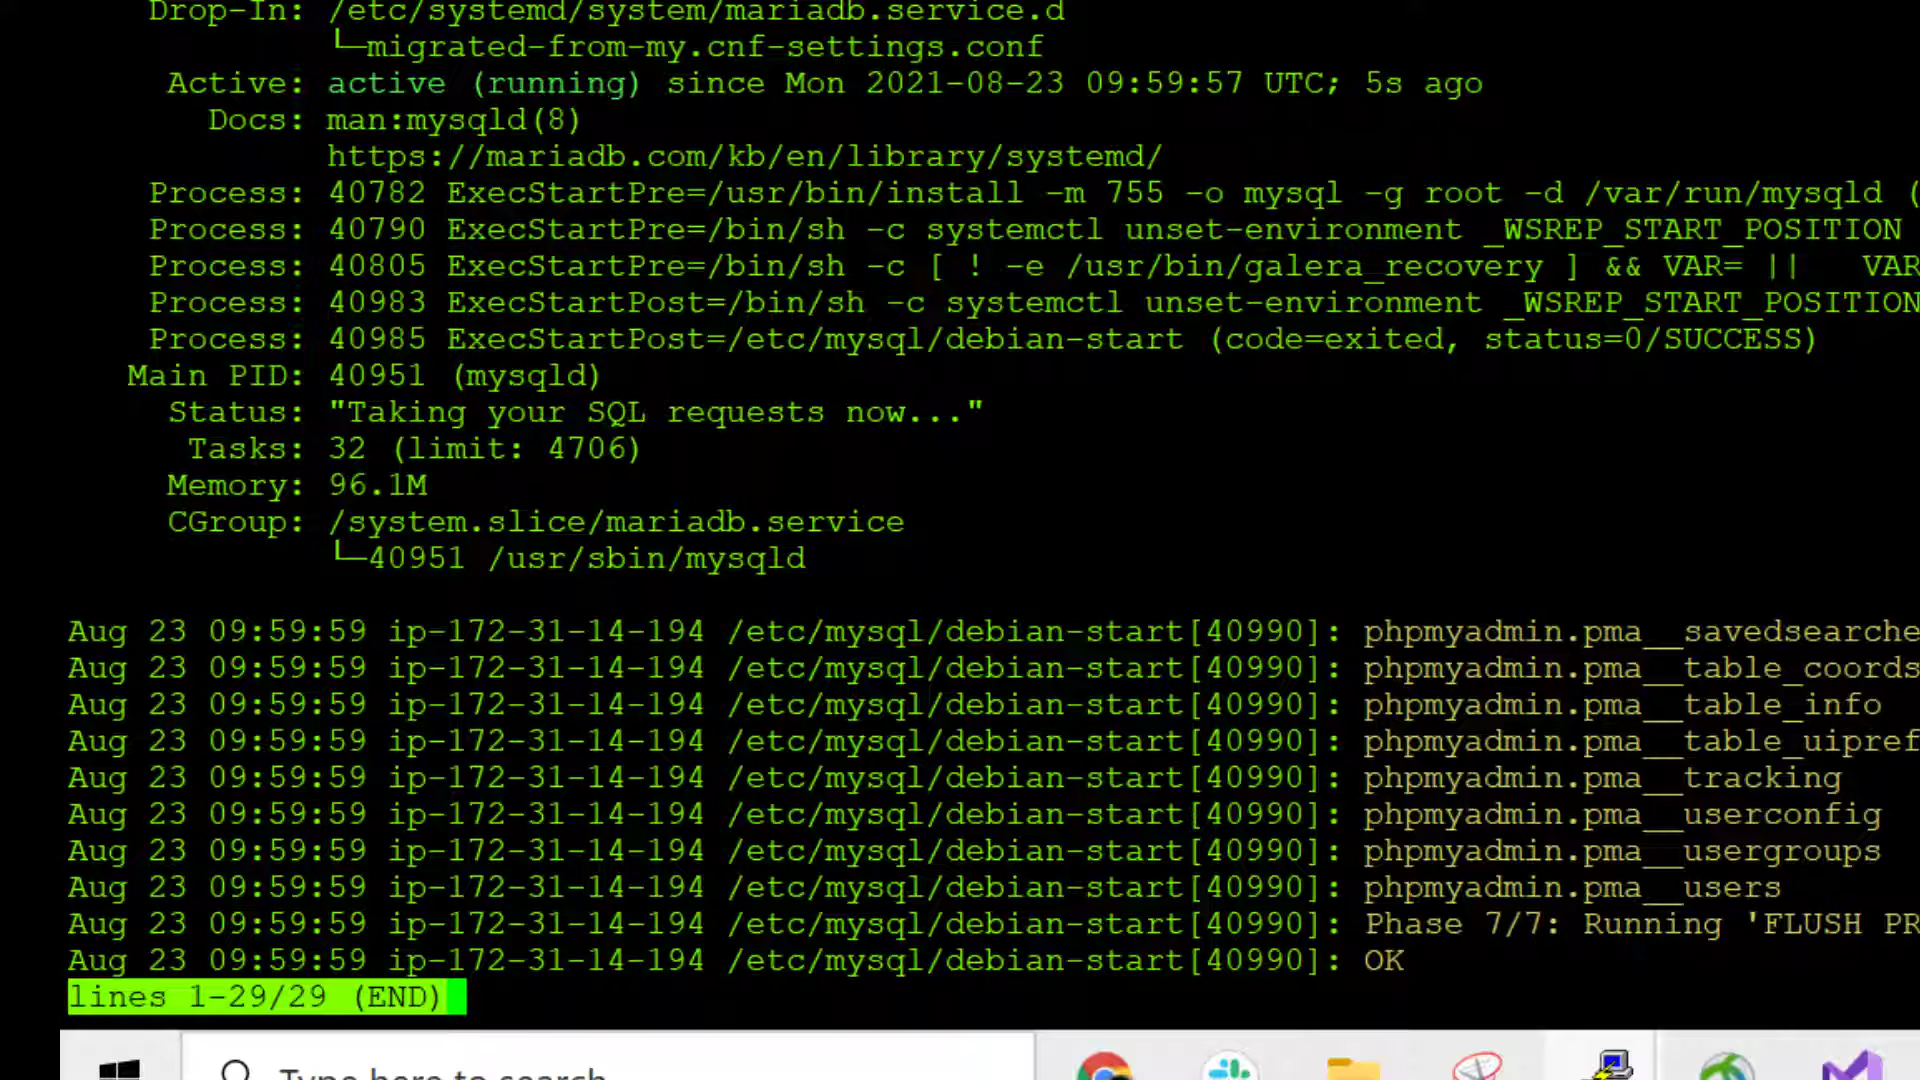 Drop-In: /etc/systemd/system/mariadb.service.d
└─migrated-from-my.cnf-settings.conf
Active: active (running) since Mon 2021-08-23 09:59:57 UTC; 5s ago
Docs: man:mysqld(8)
https://mariadb.com/kb/en/library/systemd/
Process: 40782 ExecStartPre=/usr/bin/install -m 755 -o mysql -g root -d /var/run/mysqld (
Process: 40790 ExecStartPre=/bin/sh -c systemctl unset-environment _WSREP_START_POSITION
Process: 40805 ExecStartPre=/bin/sh -c [ ! -e /usr/bin/galera_recovery ] && VAR= ||   VAR
Process: 40983 ExecStartPost=/bin/sh -c systemctl unset-environment _WSREP_START_POSITION
Process: 40985 ExecStartPost=/etc/mysql/debian-start (code=exited, status=0/SUCCESS)
Main PID: 40951 (mysqld)
Status: "Taking your SQL requests now..."
Tasks: 32 (limit: 4706)
Memory: 96.1M
CGroup: /system.slice/mariadb.service
└─40951 /usr/sbin/mysqld
Aug 23 09:59:59 ip-172-31-14-194 /etc/mysql/debian-start[40990]: phpmyadmin.pma__savedsearche
Aug 23 09:59:59 ip-172-31-14-194 /etc/mysql/debian-start[40990]: phpmyadmin.pma__table_coords
Aug 23 09:59:59 ip-172-31-14-194 /etc/mysql/debian-start[40990]: phpmyadmin.pma__table_info
Aug 23 09:59:59 ip-172-31-14-194 /etc/mysql/debian-start[40990]: phpmyadmin.pma__table_uipref
Aug 23 09:59:59 ip-172-31-14-194 /etc/mysql/debian-start[40990]: phpmyadmin.pma__tracking
Aug 23 09:59:59 ip-172-31-14-194 /etc/mysql/debian-start[40990]: phpmyadmin.pma__userconfig
Aug 23 09:59:59 ip-172-31-14-194 /etc/mysql/debian-start[40990]: phpmyadmin.pma__usergroups
Aug 23 09:59:59 ip-172-31-14-194 /etc/mysql/debian-start[40990]: phpmyadmin.pma__users
Aug 23 09:59:59 ip-172-31-14-194 /etc/mysql/debian-start[40990]: Phase 7/7: Running 'FLUSH PR
Aug 23 09:59:59 ip-172-31-14-194 /etc/mysql/debian-start[40990]: OK
lines 1-29/29 (END)
Type here to search